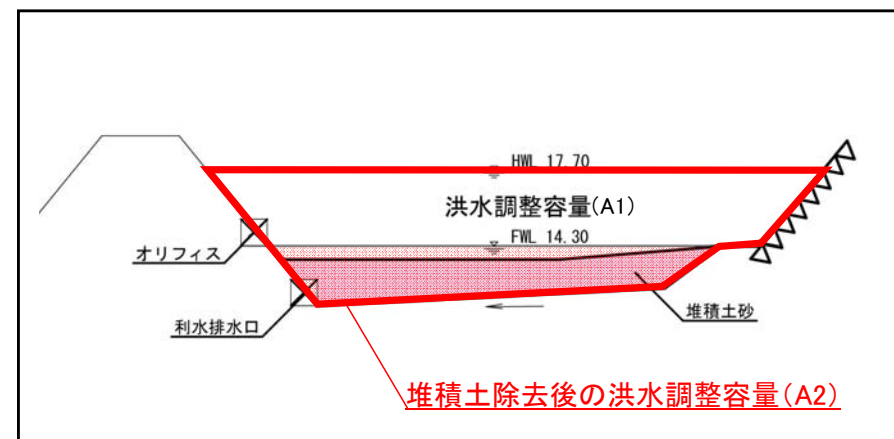 HWL 17.70
洪水調整容量(A1)
FWL 14.30
オリフィス
利水排水口
堆積土砂
堆積土除去後の洪水調整容量(A2)